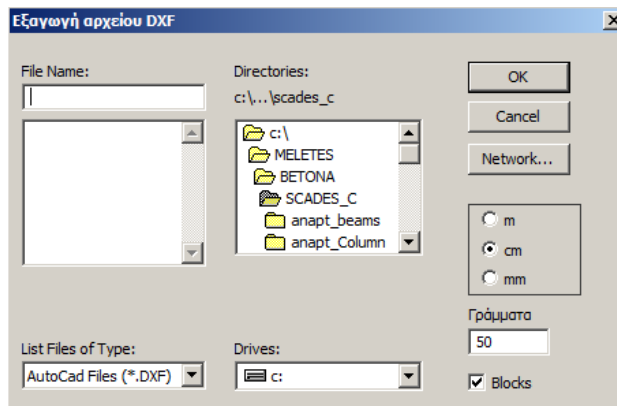 Εξαγωγή αρχείου DXF
File Name:
Directories:
c:\...\scades_c
c:\
MELETES
BETONA
SCADES_C
anapt_beams
anapt_Column
List Files of Type:
AutoCad Files (*.DXF)
Drives:
c:
OK
Cancel
Network...
m
cm
mm
Γράμματα
50
Blocks